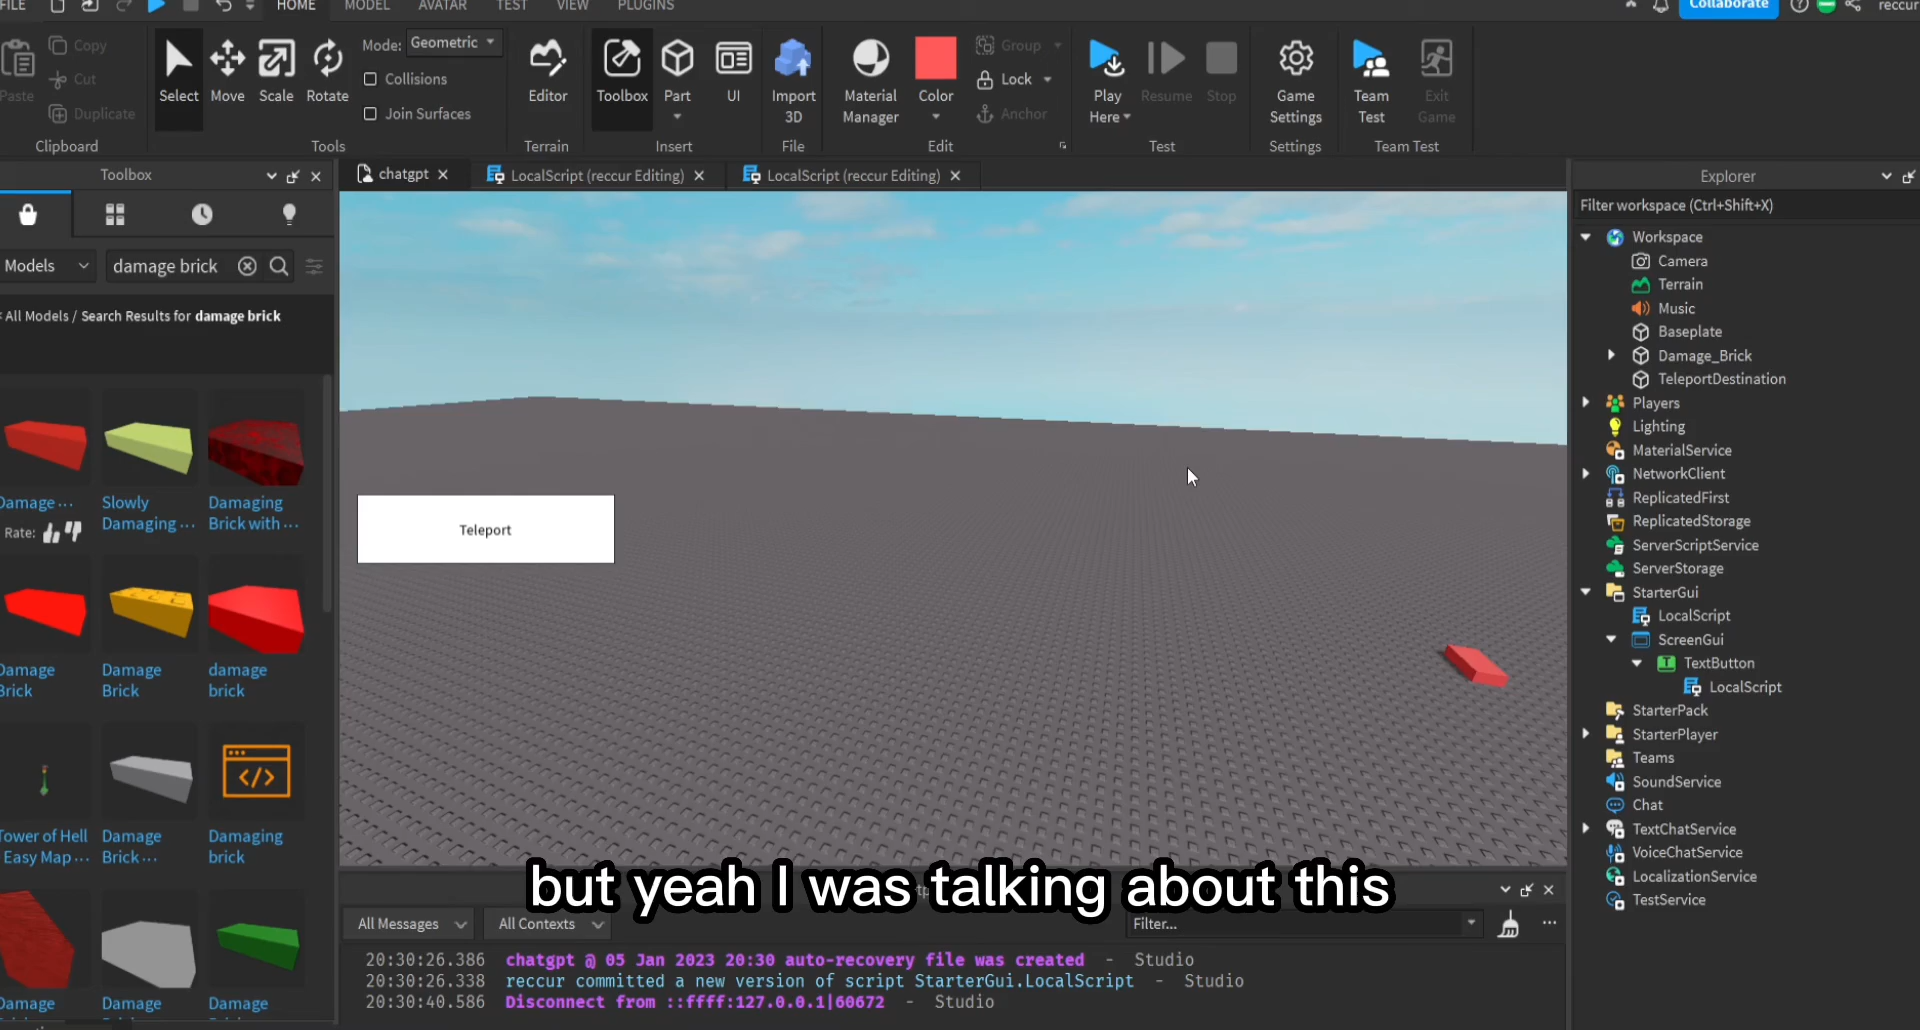 FILE HOME MODEL AVATAR TEST VIEW PLUGINS Collaborate reccur
Paste Copy Cut Duplicate
Clipboard
Select Move Scale Rotate
Mode: Geometric
Collisions
Join Surfaces
Tools
Editor
Terrain
Toolbox Part UI
Insert
Import 3D
File
Material Manager
Color
Group
Lock
Anchor
Edit
Play Here Resume Stop
Test
Game Settings
Settings
Team Test
Exit Game
Team Test
Toolbox
Models damage brick
All Models / Search Results for damage brick
Damage ...
Rate:
Slowly Damaging ...
Damaging Brick with ...
Damage Brick
Damage Brick
damage brick
Tower of Hell Easy Map ...
Damage Brick ...
Damaging brick
Damage
Damage
Damage
chatgpt
LocalScript (reccur Editing)
LocalScript (reccur Editing)
Teleport
but yeah I was talking about this
All Messages
All Contexts
Filter...
20:30:26.386 chatgpt @ 05 Jan 2023 20:30 auto-recovery file was created - Studio
20:30:26.338 reccur committed a new version of script StarterGui.LocalScript - Studio
20:30:40.586 Disconnect from ::ffff:127.0.0.1|60672 - Studio
Explorer
Filter workspace (Ctrl+Shift+X)
Workspace
Camera
Terrain
Music
Baseplate
Damage_Brick
TeleportDestination
Players
Lighting
MaterialService
NetworkClient
ReplicatedFirst
ReplicatedStorage
ServerScriptService
ServerStorage
StarterGui
LocalScript
ScreenGui
TextButton
LocalScript
StarterPack
StarterPlayer
Teams
SoundService
Chat
TextChatService
VoiceChatService
LocalizationService
TestService